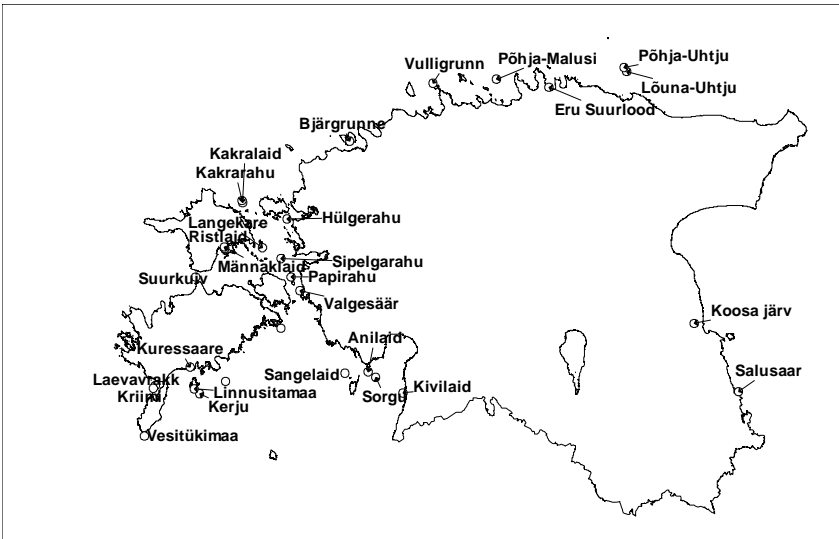 Põhja-Uhtju
Põhja-Malusi
Vulligrunn
Lõuna-Uhtju
Eru Suurlood
Bjärgrunne
Kakralaid
Kakrarahu
Hülgerahu
Langekare
Ristlaid
Sipelgarahu
Männaklaid
Papirahu
Suurkuiv
Valgesäär
Koosa järv
Anilaid
Kuressaare
Sangelaid
Salusaar
Laevavrakk
Linnusitamaa
Kivilaid
Kriimi
Kerju
Sorgu
Vesitükimaa